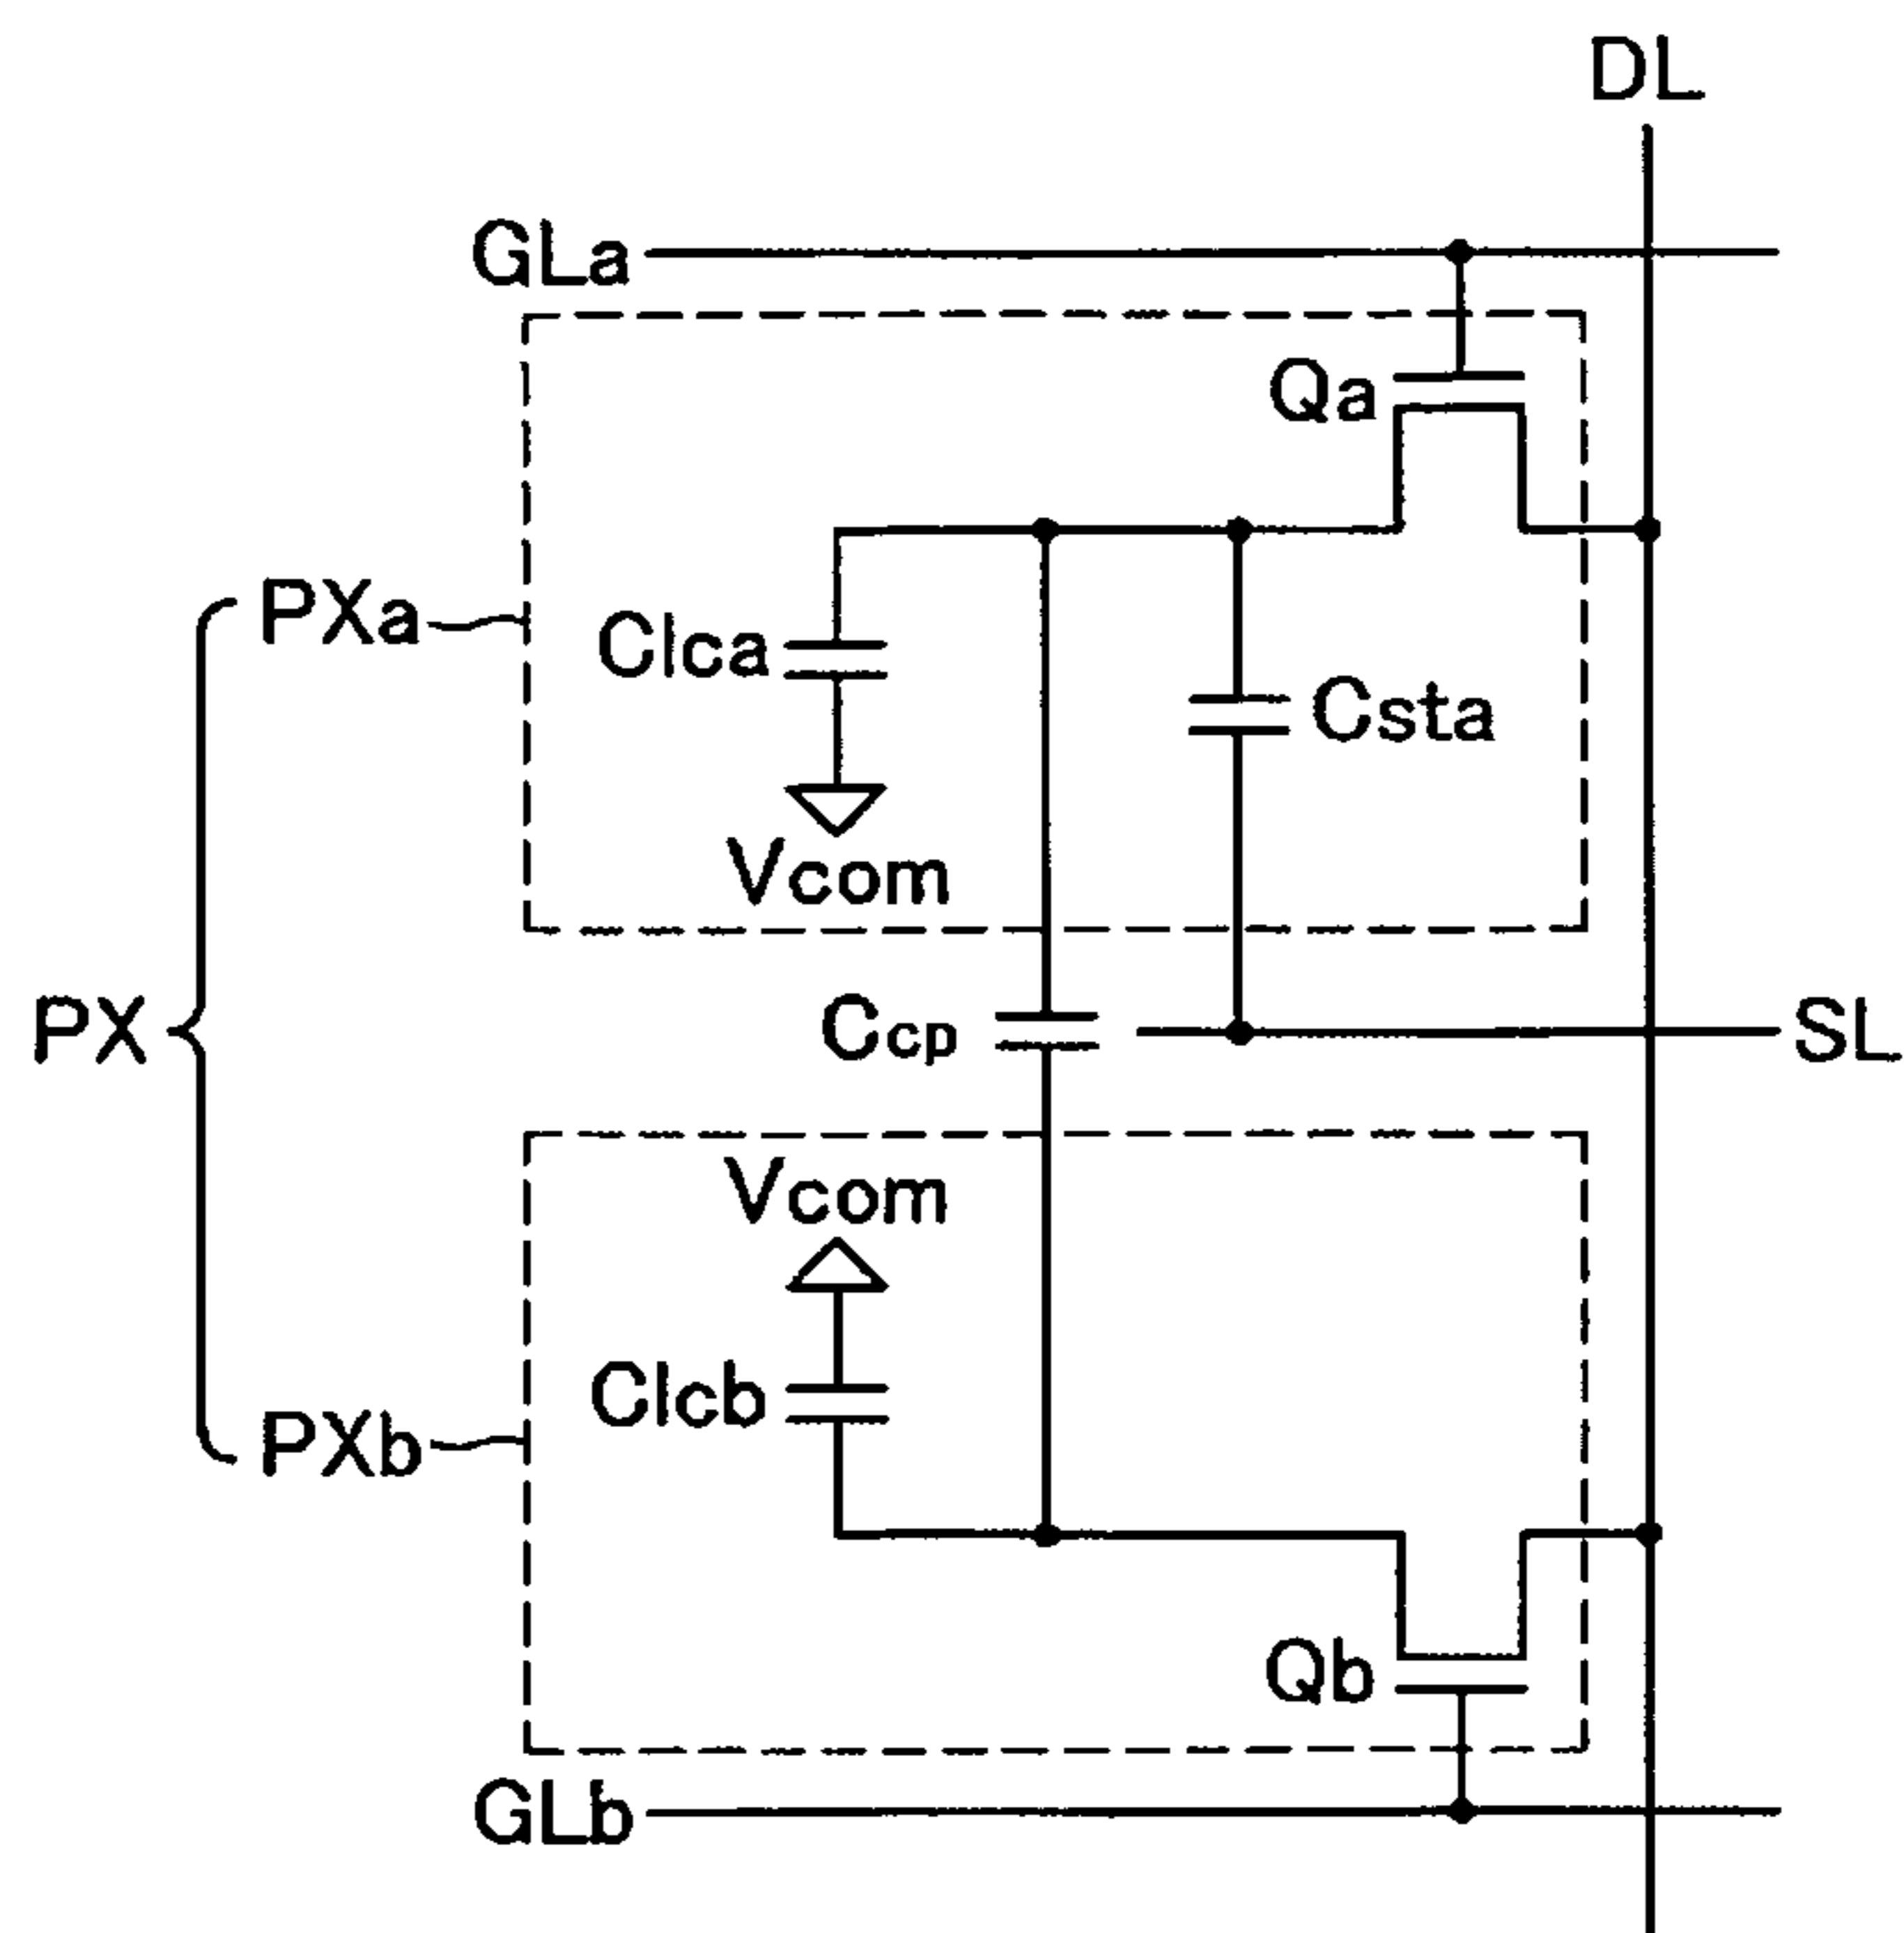 DL
GLa
Qa
PXa
Clca
Csta
Vcom
PX
Ccp
SL
Vcom
Clcb
PXb
Qb
GLb